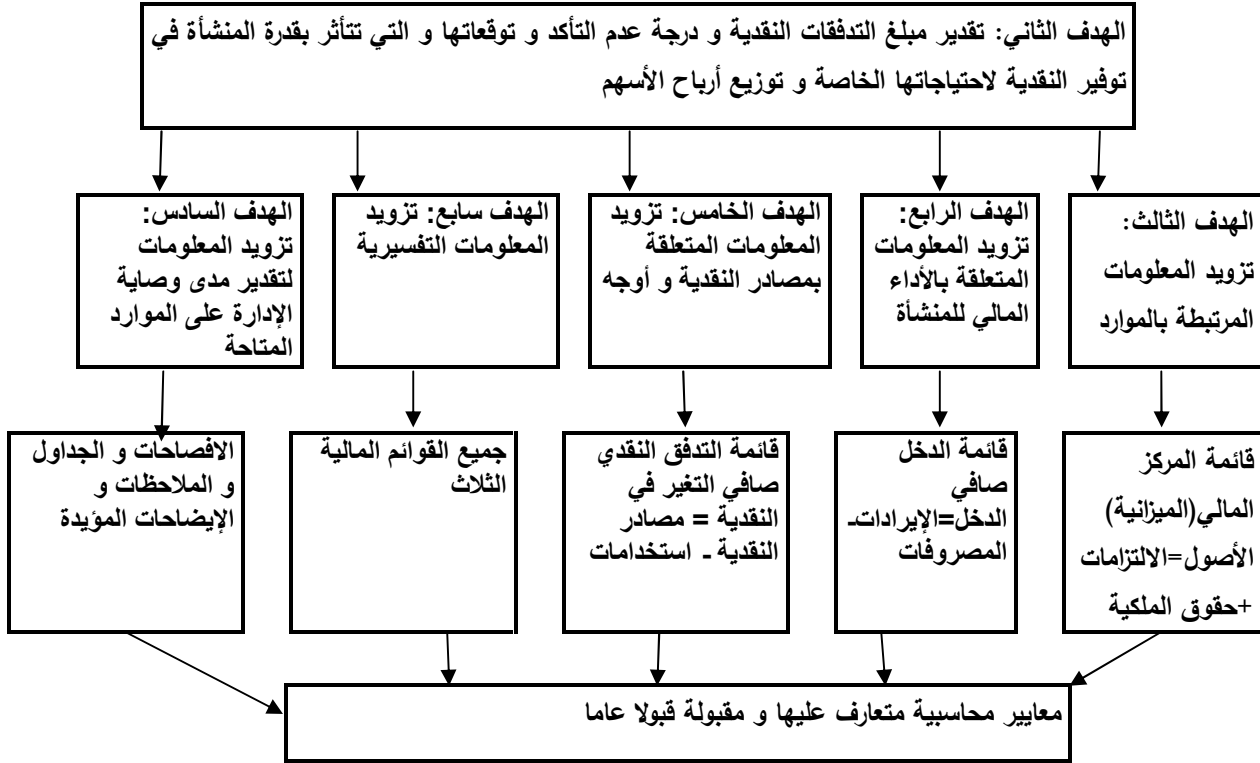 الهدف الثاني: تقدير مبلغ التدفقات النقدية و درجة عدم التأكد و توقعاتها و التي تتأثر بقدرة المنشأة في
توفير النقدية لاحتياجاتها الخاصة و توزيع أرباح الأسهم
الهدف الثالث:
تزويد المعلومات
المرتبطة بالموارد
الهدف الرابع:
تزويد المعلومات
المتعلقة بالأداء
المالي للمنشأة
الهدف الخامس: تزويد
المعلومات المتعلقة
بمصادر النقدية و أوجه
الهدف سابع: تزويد
المعلومات التفسيرية
الهدف السادس:
تزويد المعلومات
لتقدير مدى وصاية
الإدارة على الموارد
المتاحة
قائمة المركز
المالي(الميزانية)
الأصول=الالتزامات
+حقوق الملكية
قائمة الدخل
صافي
الدخل=الإيرادات-
المصروفات
قائمة التدفق النقدي
صافي التغير في
النقدية = مصادر
النقدية - استخدامات
جميع القوائم المالية
الثلاث
الافصاحات و الجداول
و الملاحظات و
الإيضاحات المؤيدة
معايير محاسبية متعارف عليها و مقبولة قبولا عاما